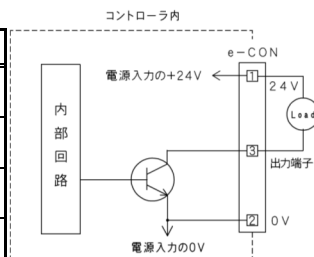 コントローラ内
e-CON
電源入力の+24V
1
24V
内部回路
Load
3
出力端子
2
0V
電源入力の0V